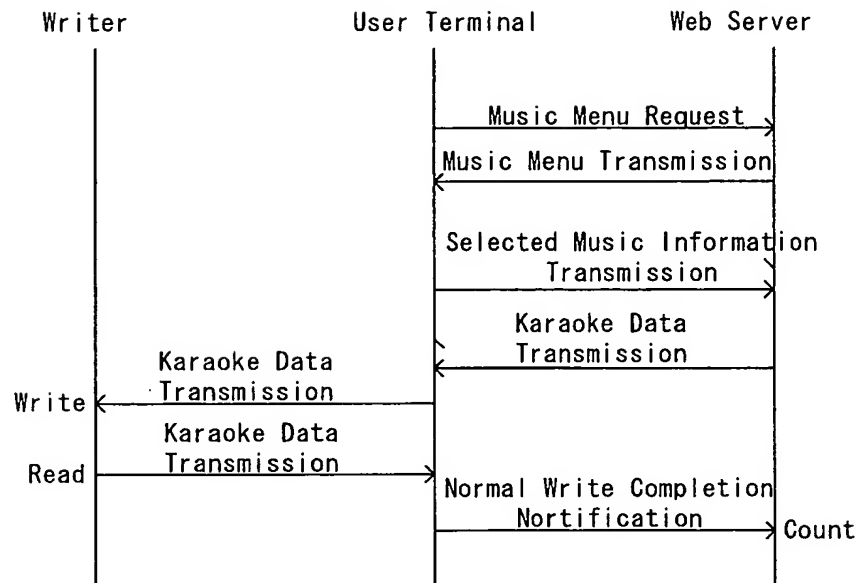 Writer User Terminal Web Server
Music Menu Request
Music Menu Transmission
Selected Music Information
Transmission
Karaoke Data
Transmission
Karaoke Data
Transmission
Write
Karaoke Data
Transmission
Read
Normal Write Completion
Nortification
Count